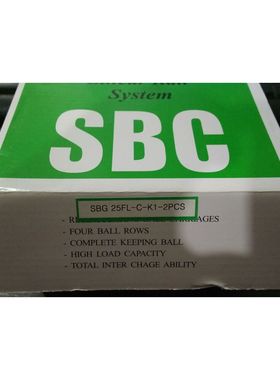 System
SBC
SBG 25FL-C-K1-2PCS
- FOUR BALL ROWS
- COMPLETE KEEPING BALL
- HIGH LOAD CAPACITY
- TOTAL INTER CHAGE ABILITY